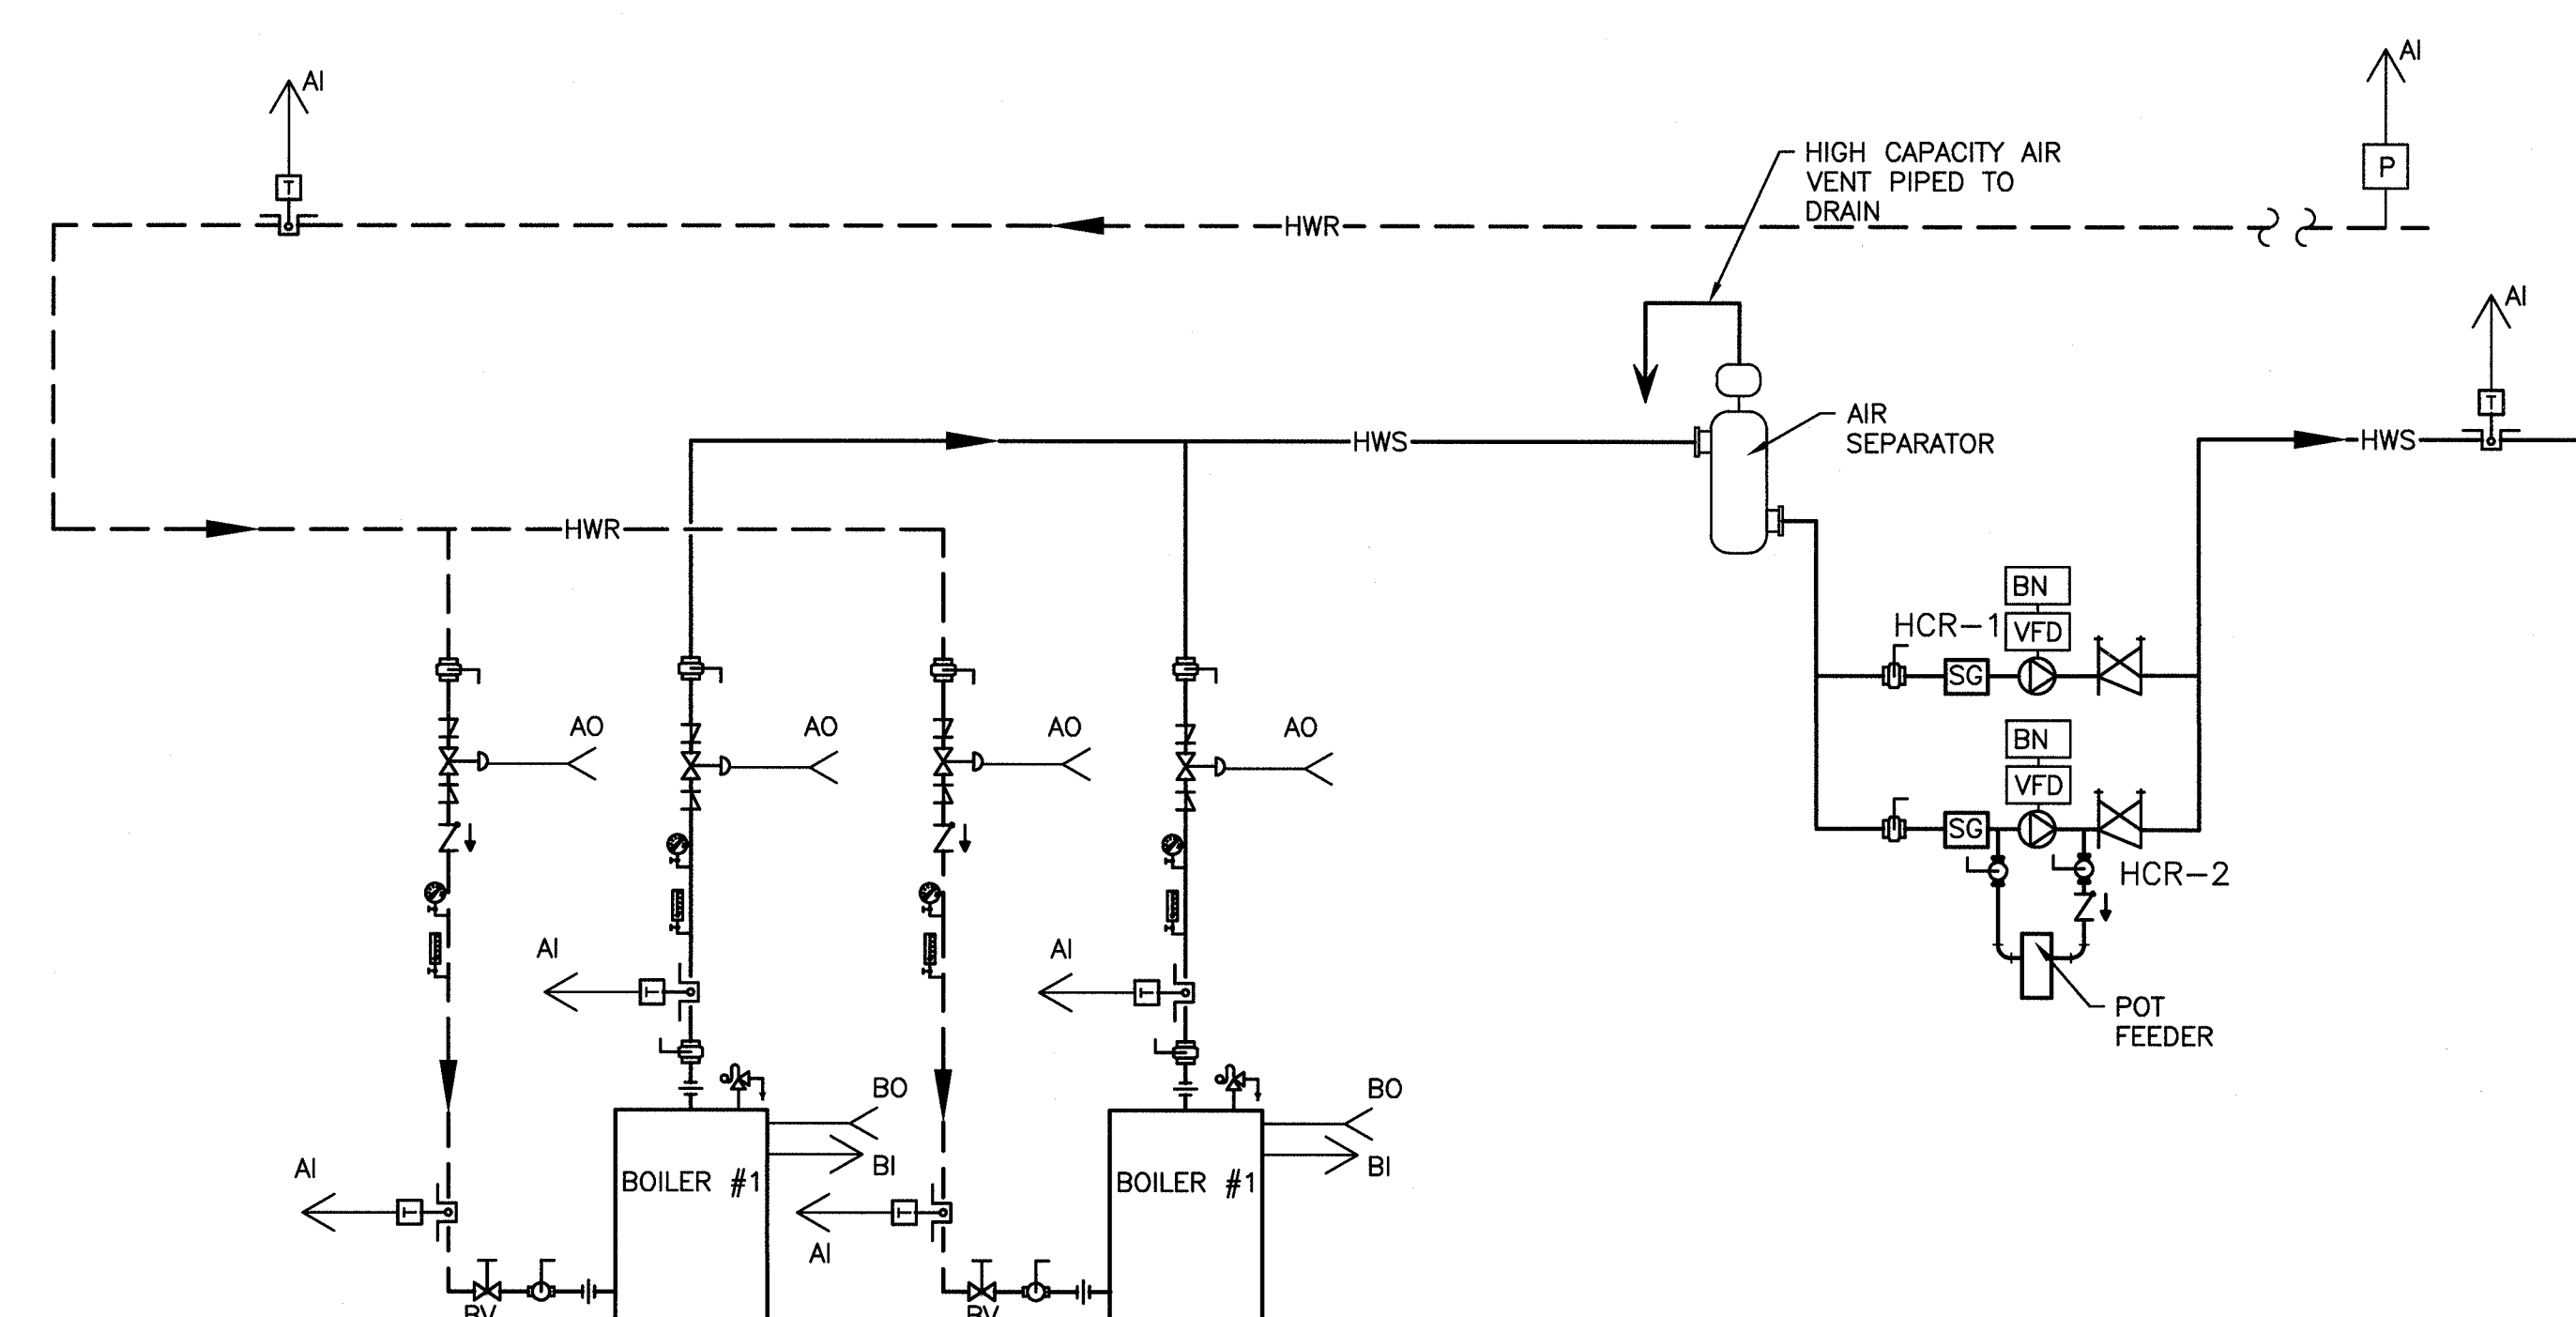 AI
AI
T
P
HIGH CAPACITY AIR
VENT PIPED TO
DRAIN
HWR
AI
T
AIR
SEPARATOR
HWS
HWS
HWR
BN
HCR-1
VFD
SG
AO
AO
AO
AO
BN
VFD
SG
HCR-2
AI
AI
T
T
POT
FEEDER
BO
BO
BI
BI
AI
BOILER #1
BOILER #1
T
T
AI
BV
BV